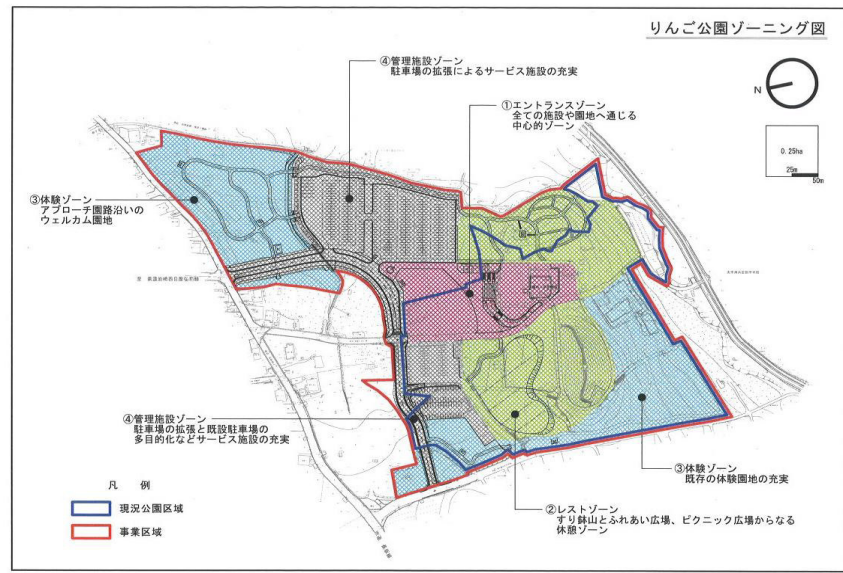 りんご公園ゾーニング図
④管理施設ゾーン
駐車場の拡張によるサービス施設の充実
①エントランスゾーン
全ての施設や園地へ通じる
中心的ゾーン
N
0.25ha
25m
50m
③体験ゾーン
アプローチ園路沿いの
ウェルカム園地
④管理施設ゾーン
駐車場の拡張と既設駐車場の
多目的化などサービス施設の充実
③体験ゾーン
既存の体験園地の充実
②レストゾーン
すり鉢山とふれあい広場、ピクニック広場からなる
休憩ゾーン
凡 例
現況公園区域
事業区域